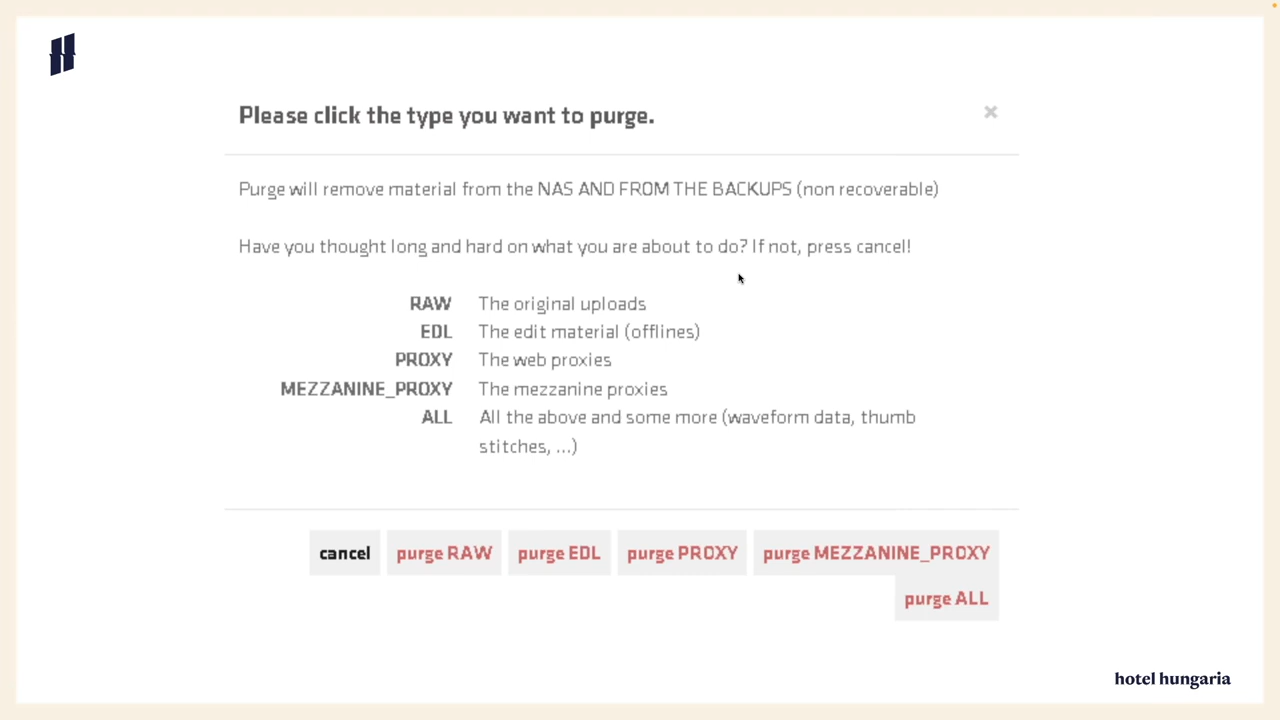 Please click the type you want to purge.
Purge will remove material from the NAS AND FROM THE BACKUPS (non recoverable)
Have you thought long and hard on what you are about to do? If not, press cancel!
RAW The original uploads
EDL The edit material (offlines)
PROXY The web proxies
MEZZANINE_PROXY The mezzanine proxies
ALL All the above and some more (waveform data, thumb
stitches, ...)
cancel purge RAW purge EDL purge PROXY purge MEZZANINE_PROXY
purge ALL
hotel hungaria